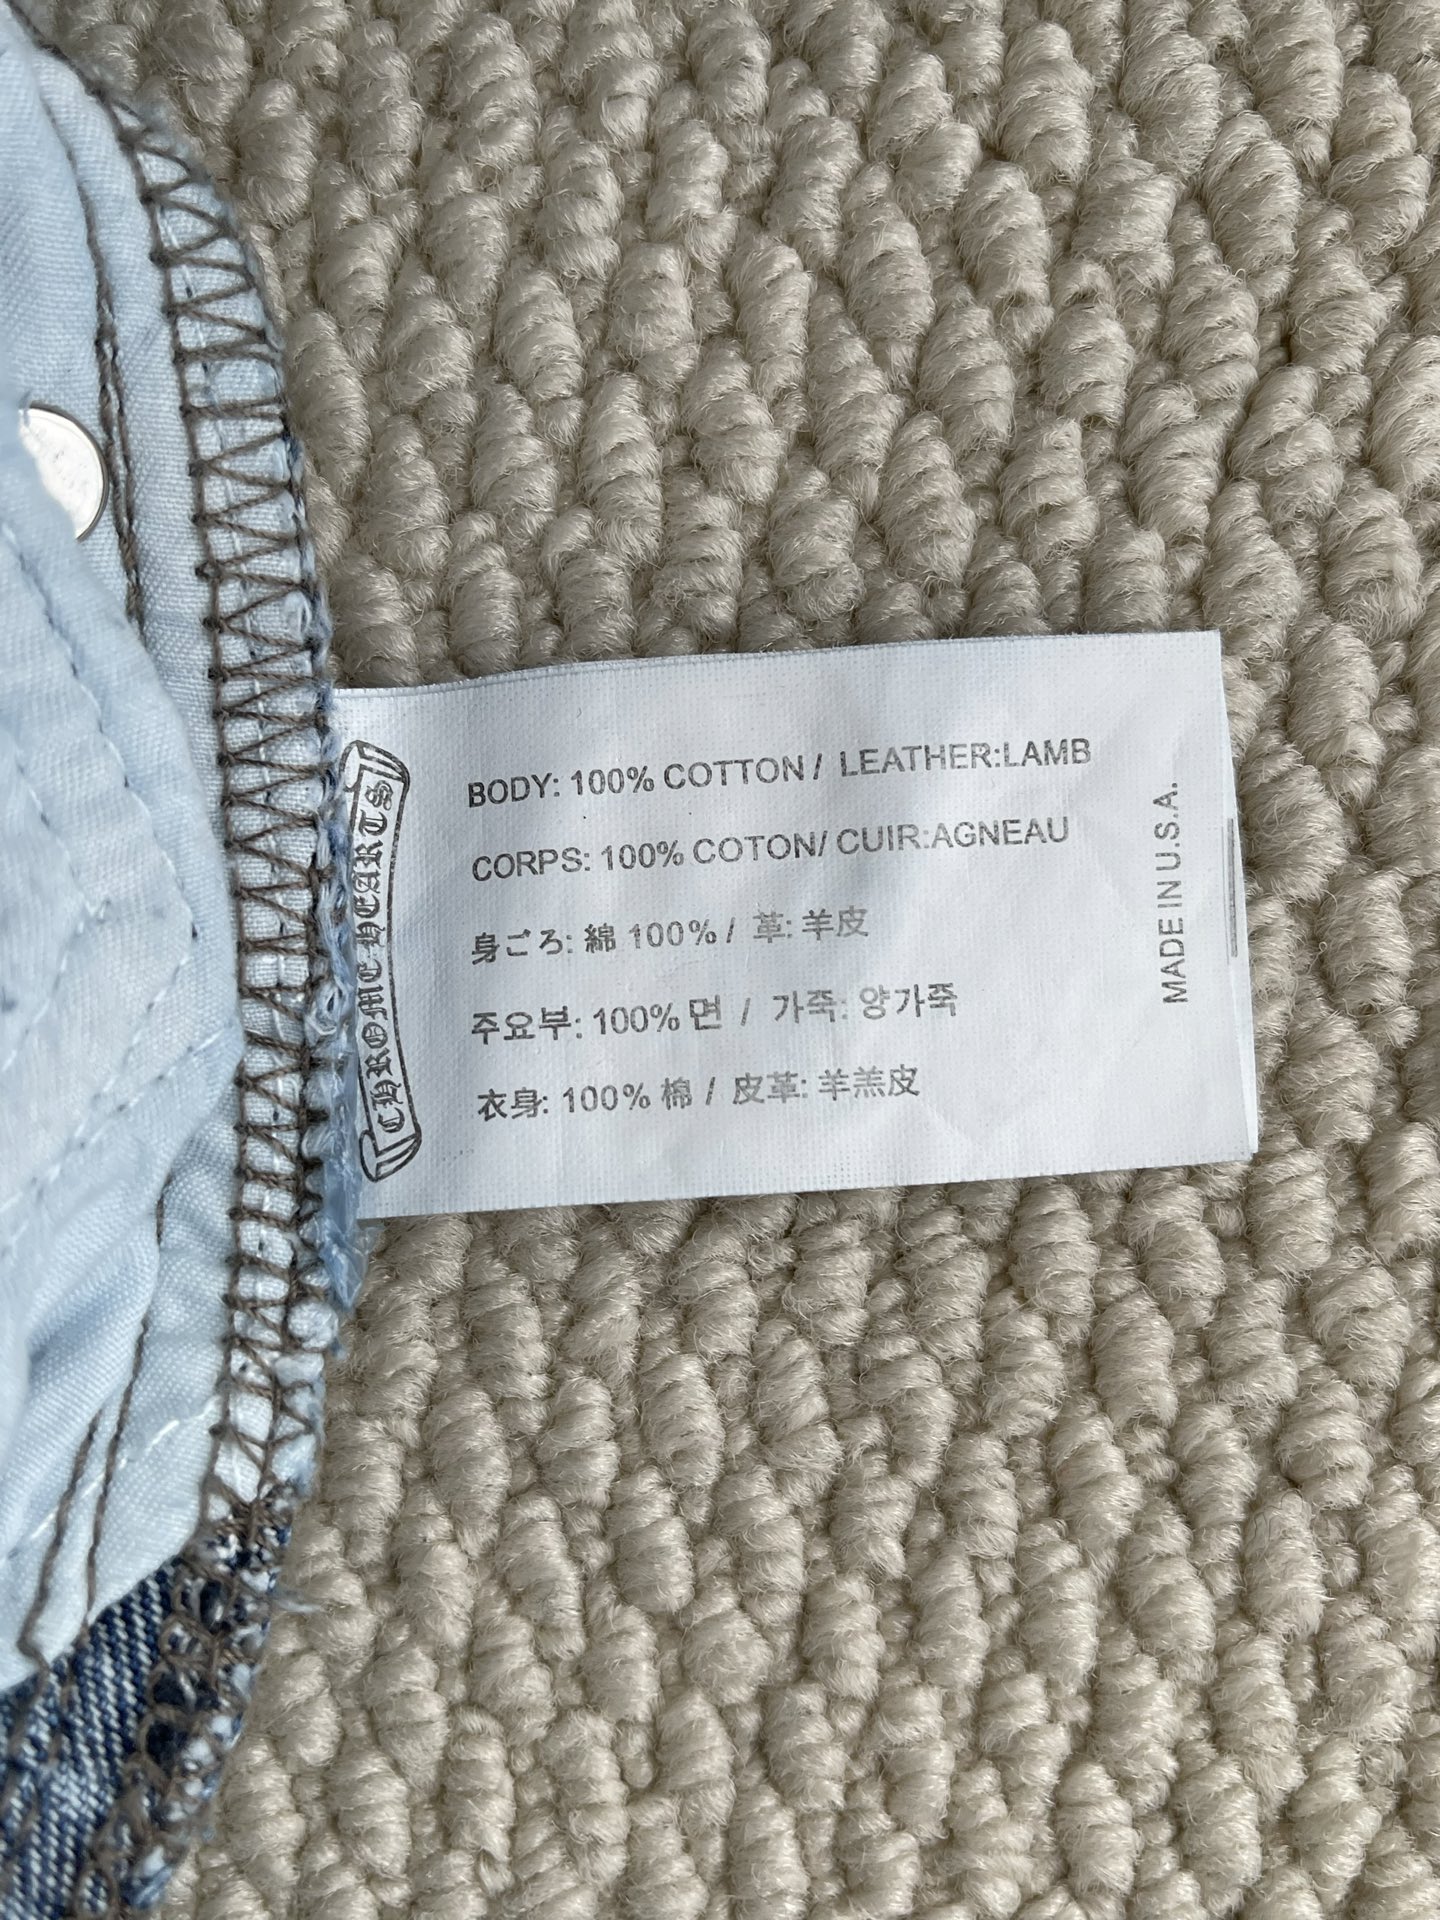 CHROME HEARTS
BODY: 100% COTTON / LEATHER:LAMB
CORPS: 100% COTON/ CUIR:AGNEAU
身ごろ: 綿 100% / 革: 羊皮
주요부: 100% 면 / 가죽: 양가죽
衣身: 100% 棉 / 皮革: 羊羔皮
MADE IN U.S.A.